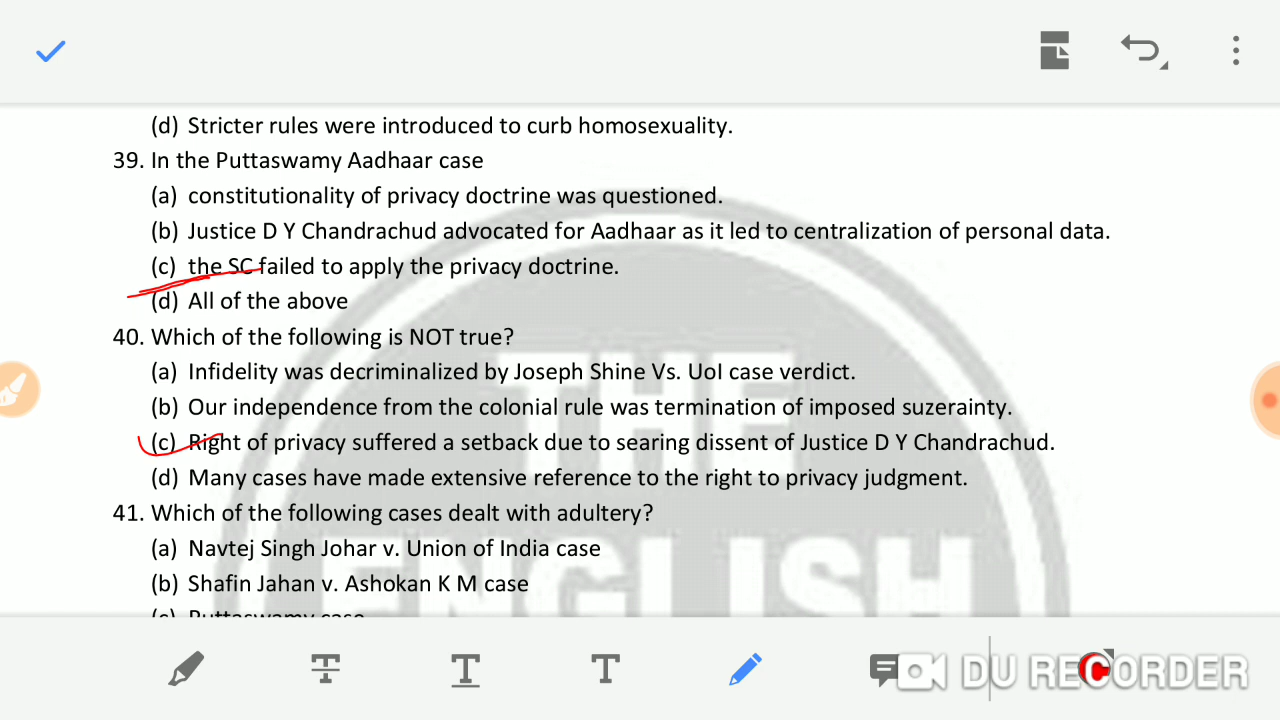 (d) Stricter rules were introduced to curb homosexuality.
39. In the Puttaswamy Aadhaar case
(a) constitutionality of privacy doctrine was questioned.
(b) Justice D Y Chandrachud advocated for Aadhaar as it led to centralization of personal data.
(c) the SC failed to apply the privacy doctrine.
(d) All of the above
40. Which of the following is NOT true?
(a) Infidelity was decriminalized by Joseph Shine Vs. UoI case verdict.
(b) Our independence from the colonial rule was termination of imposed suzerainty.
(c) Right of privacy suffered a setback due to searing dissent of Justice D Y Chandrachud.
(d) Many cases have made extensive reference to the right to privacy judgment.
41. Which of the following cases dealt with adultery?
(a) Navtej Singh Johar v. Union of India case
(b) Shafin Jahan v. Ashokan K M case
(c) Puttaswamy case
THE
ENGLISH
T T T
DU RECORDER